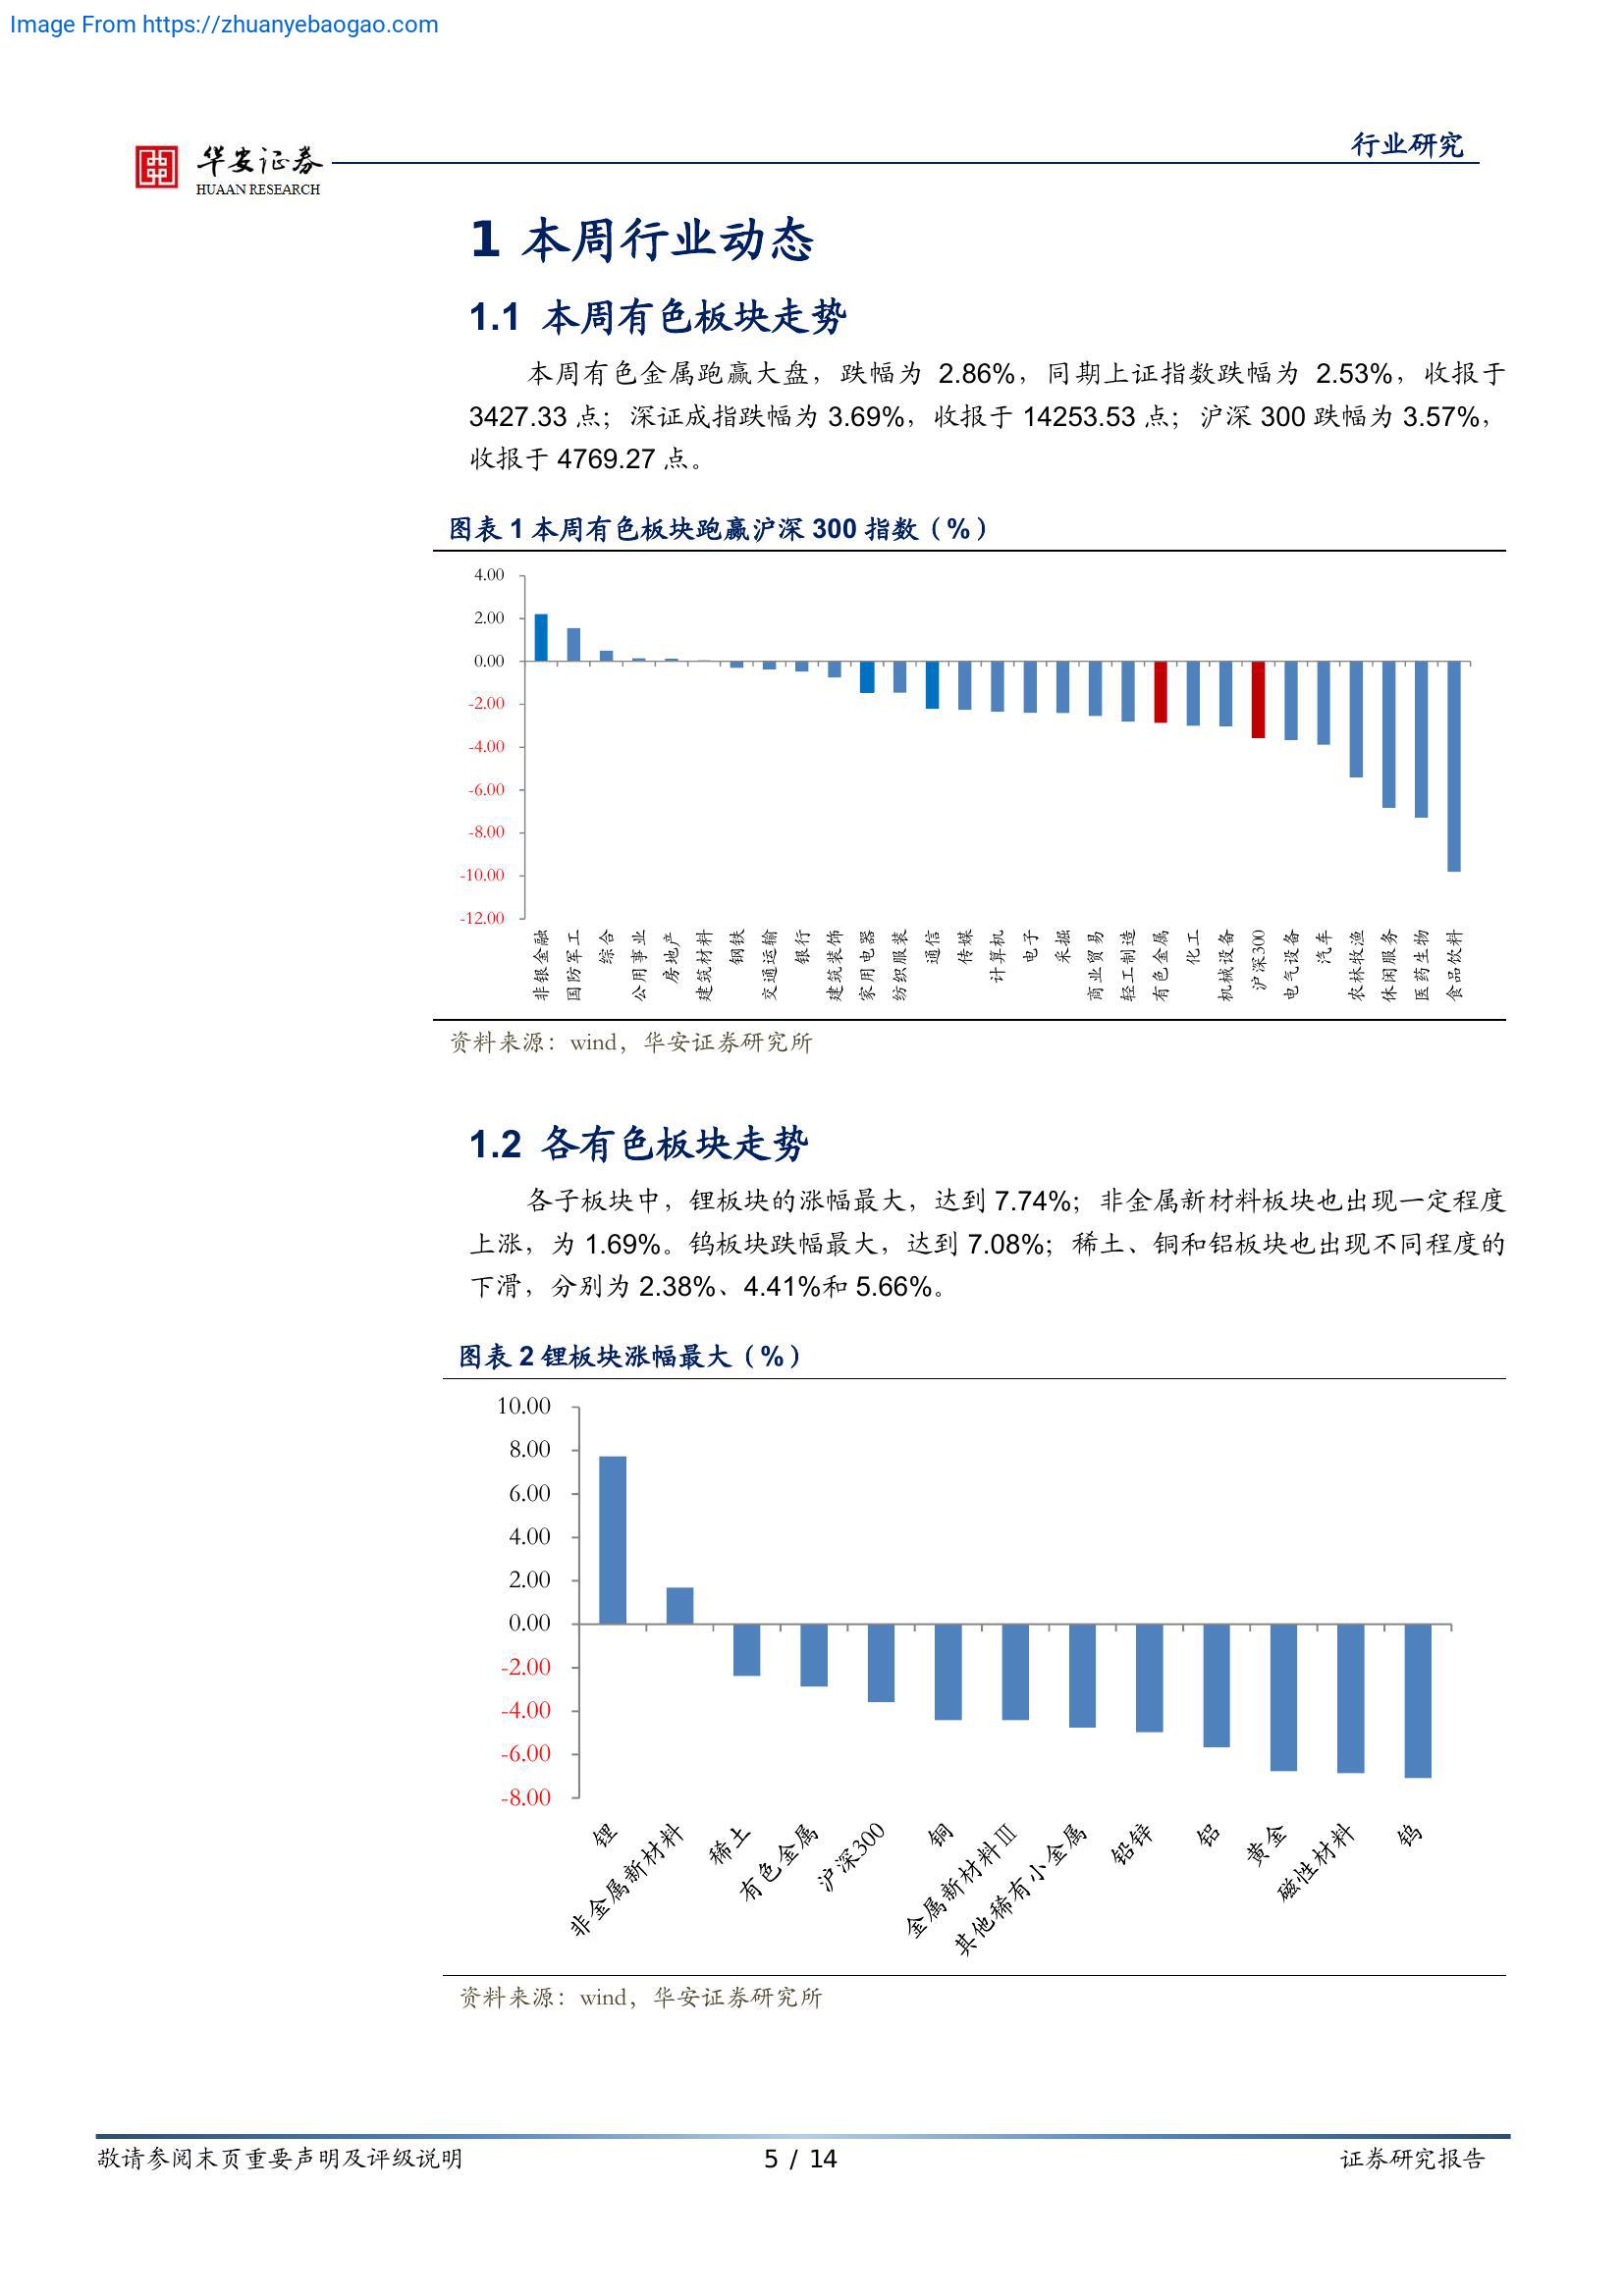 Image From https://zhuanyebaogao.com
华安证券
HUAAN RESEARCH
行业研究
1 本周行业动态
1.1 本周有色板块走势
本周有色金属跑赢大盘，跌幅为 2.86%，同期上证指数跌幅为 2.53%，收报于
3427.33 点；深证成指跌幅为 3.69%，收报于 14253.53 点；沪深 300 跌幅为 3.57%，
收报于 4769.27 点。
图表 1 本周有色板块跑赢沪深 300 指数（%）
4.00
2.00
0.00
-2.00
-4.00
-6.00
-8.00
-10.00
-12.00
非银金融
国防军工
综合
公用事业
房地产
建筑材料
钢铁
交通运输
银行
建筑装饰
家用电器
纺织服装
通信
传媒
计算机
电子
采掘
商业贸易
轻工制造
有色金属
化工
机械设备
沪深300
电气设备
汽车
农林牧渔
休闲服务
医药生物
食品饮料
资料来源：wind，华安证券研究所
1.2 各有色板块走势
各子板块中，锂板块的涨幅最大，达到 7.74%；非金属新材料板块也出现一定程度
上涨，为 1.69%。钨板块跌幅最大，达到 7.08%；稀土、铜和铝板块也出现不同程度的
下滑，分别为 2.38%、4.41%和 5.66%。
图表 2 锂板块涨幅最大（%）
10.00
8.00
6.00
4.00
2.00
0.00
-2.00
-4.00
-6.00
-8.00
锂
非金属新材料
稀土
有色金属
沪深300
铜
金属新材料Ⅲ
其他稀有小金属
铅锌
铝
黄金
磁性材料
钨
资料来源：wind，华安证券研究所
敬请参阅末页重要声明及评级说明
5 / 14
证券研究报告